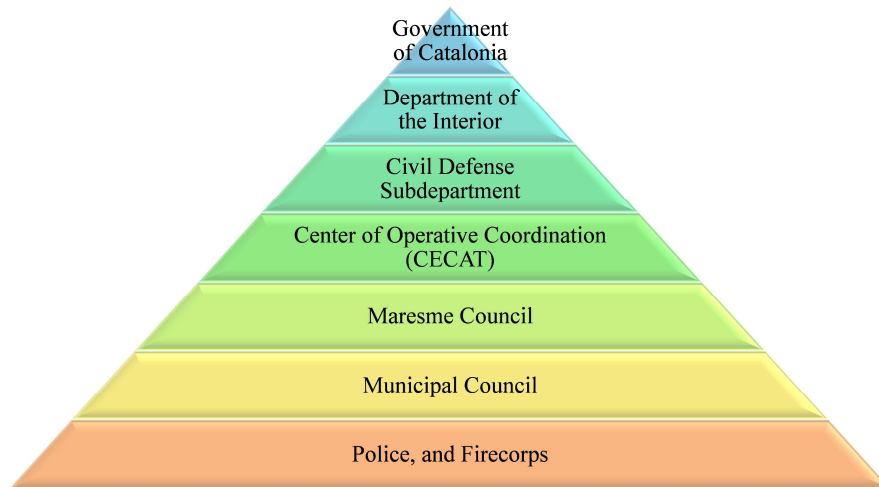 Government
of Catalonia
Department of
the Interior
Civil Defense
Subdepartment
Center of Operative Coordination
(CECAT)
Maresme Council
Municipal Council
Police, and Firecorps